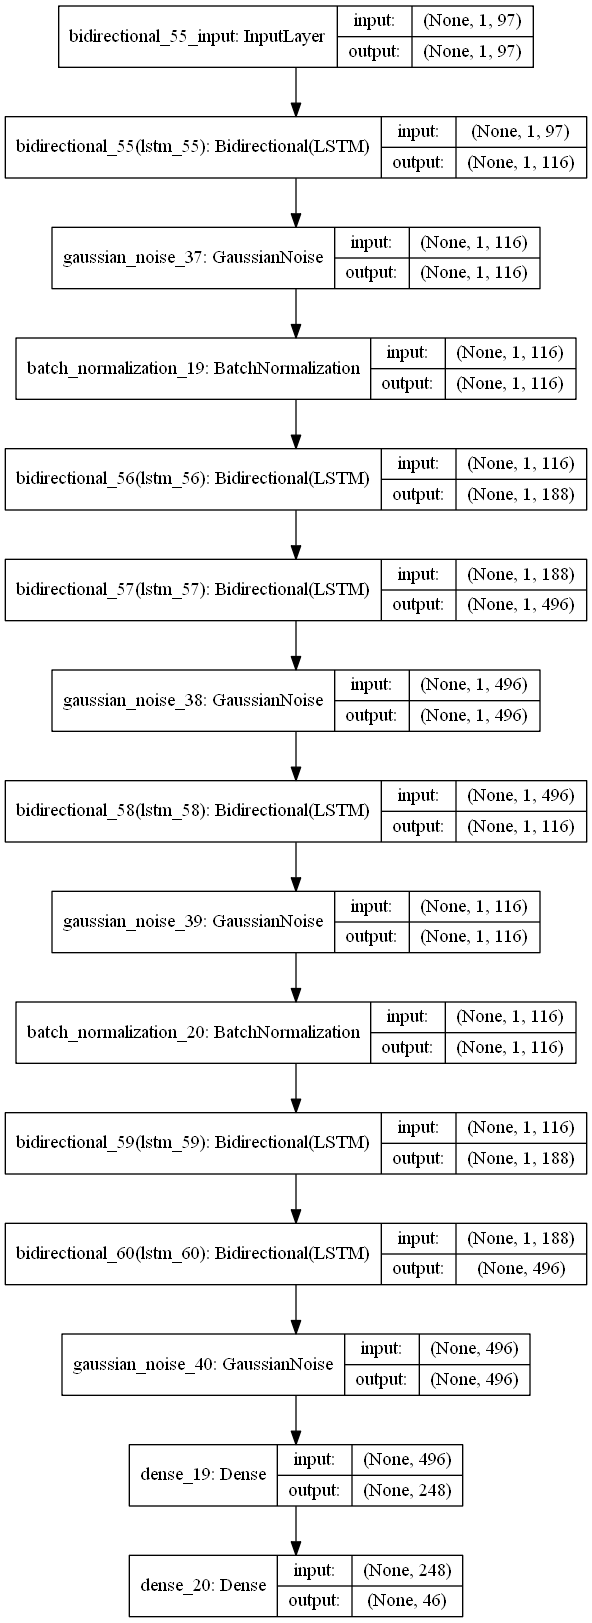 bidirectional_55_input: InputLayer
input: (None, 1, 97)
output: (None, 1, 97)
bidirectional_55(lstm_55): Bidirectional(LSTM)
input: (None, 1, 97)
output: (None, 1, 116)
gaussian_noise_37: GaussianNoise
input: (None, 1, 116)
output: (None, 1, 116)
batch_normalization_19: BatchNormalization
input: (None, 1, 116)
output: (None, 1, 116)
bidirectional_56(lstm_56): Bidirectional(LSTM)
input: (None, 1, 116)
output: (None, 1, 188)
bidirectional_57(lstm_57): Bidirectional(LSTM)
input: (None, 1, 188)
output: (None, 1, 496)
gaussian_noise_38: GaussianNoise
input: (None, 1, 496)
output: (None, 1, 496)
bidirectional_58(lstm_58): Bidirectional(LSTM)
input: (None, 1, 496)
output: (None, 1, 116)
gaussian_noise_39: GaussianNoise
input: (None, 1, 116)
output: (None, 1, 116)
batch_normalization_20: BatchNormalization
input: (None, 1, 116)
output: (None, 1, 116)
bidirectional_59(lstm_59): Bidirectional(LSTM)
input: (None, 1, 116)
output: (None, 1, 188)
bidirectional_60(lstm_60): Bidirectional(LSTM)
input: (None, 1, 188)
output: (None, 496)
gaussian_noise_40: GaussianNoise
input: (None, 496)
output: (None, 496)
dense_19: Dense
input: (None, 496)
output: (None, 248)
dense_20: Dense
input: (None, 248)
output: (None, 46)